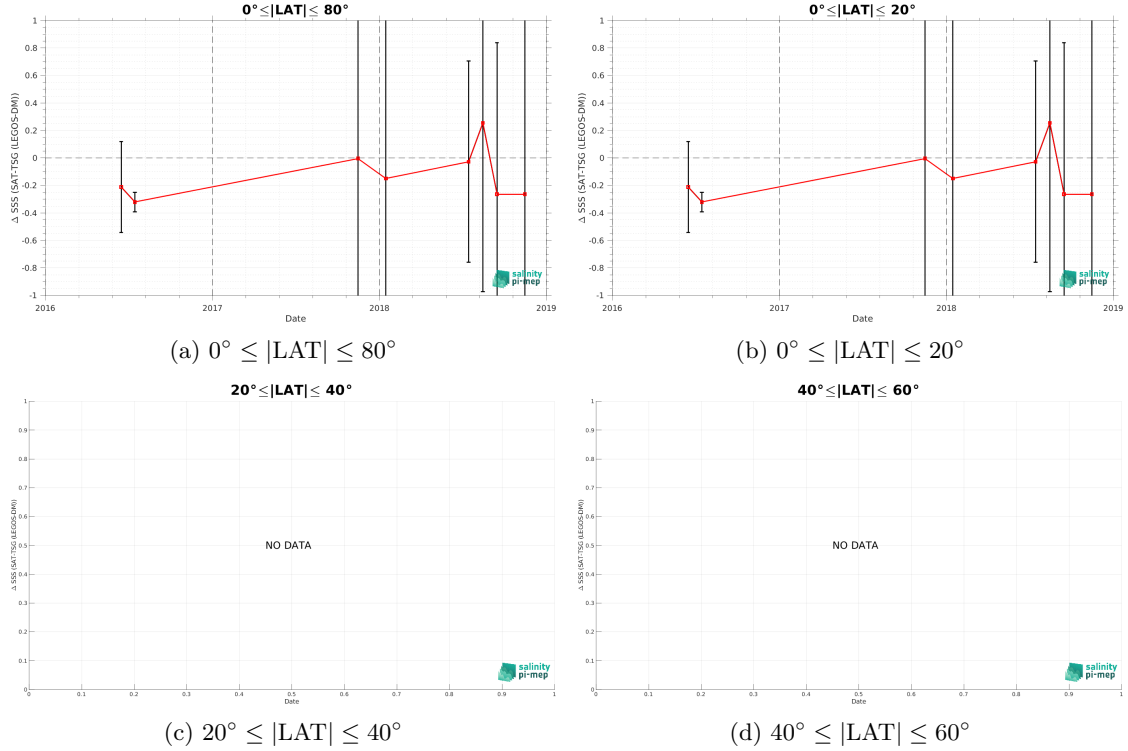 0°≤|LAT|≤ 80°
1
0.8
0.6
0.4
0.2
0
-0.2
-0.4
-0.6
-0.8
-1
Δ SSS (SAT-TSG (LEGOS-DM))
2016
2017
2018
2019
Date
salinity
pi-mep
(a) 0° ≤ |LAT| ≤ 80°
0°≤|LAT|≤ 20°
1
0.8
0.6
0.4
0.2
0
-0.2
-0.4
-0.6
-0.8
-1
Δ SSS (SAT-TSG (LEGOS-DM))
2016
2017
2018
2019
Date
salinity
pi-mep
(b) 0° ≤ |LAT| ≤ 20°
20°≤|LAT|≤ 40°
1
0.9
0.8
0.7
0.6
0.5
0.4
0.3
0.2
0.1
0
Δ SSS (SAT-TSG (LEGOS-DM))
NO DATA
0
0.1
0.2
0.3
0.4
0.5
0.6
0.7
0.8
0.9
1
Date
salinity
pi-mep
(c) 20° ≤ |LAT| ≤ 40°
40°≤|LAT|≤ 60°
1
0.9
0.8
0.7
0.6
0.5
0.4
0.3
0.2
0.1
0
Δ SSS (SAT-TSG (LEGOS-DM))
NO DATA
0
0.1
0.2
0.3
0.4
0.5
0.6
0.7
0.8
0.9
1
Date
salinity
pi-mep
(d) 40° ≤ |LAT| ≤ 60°